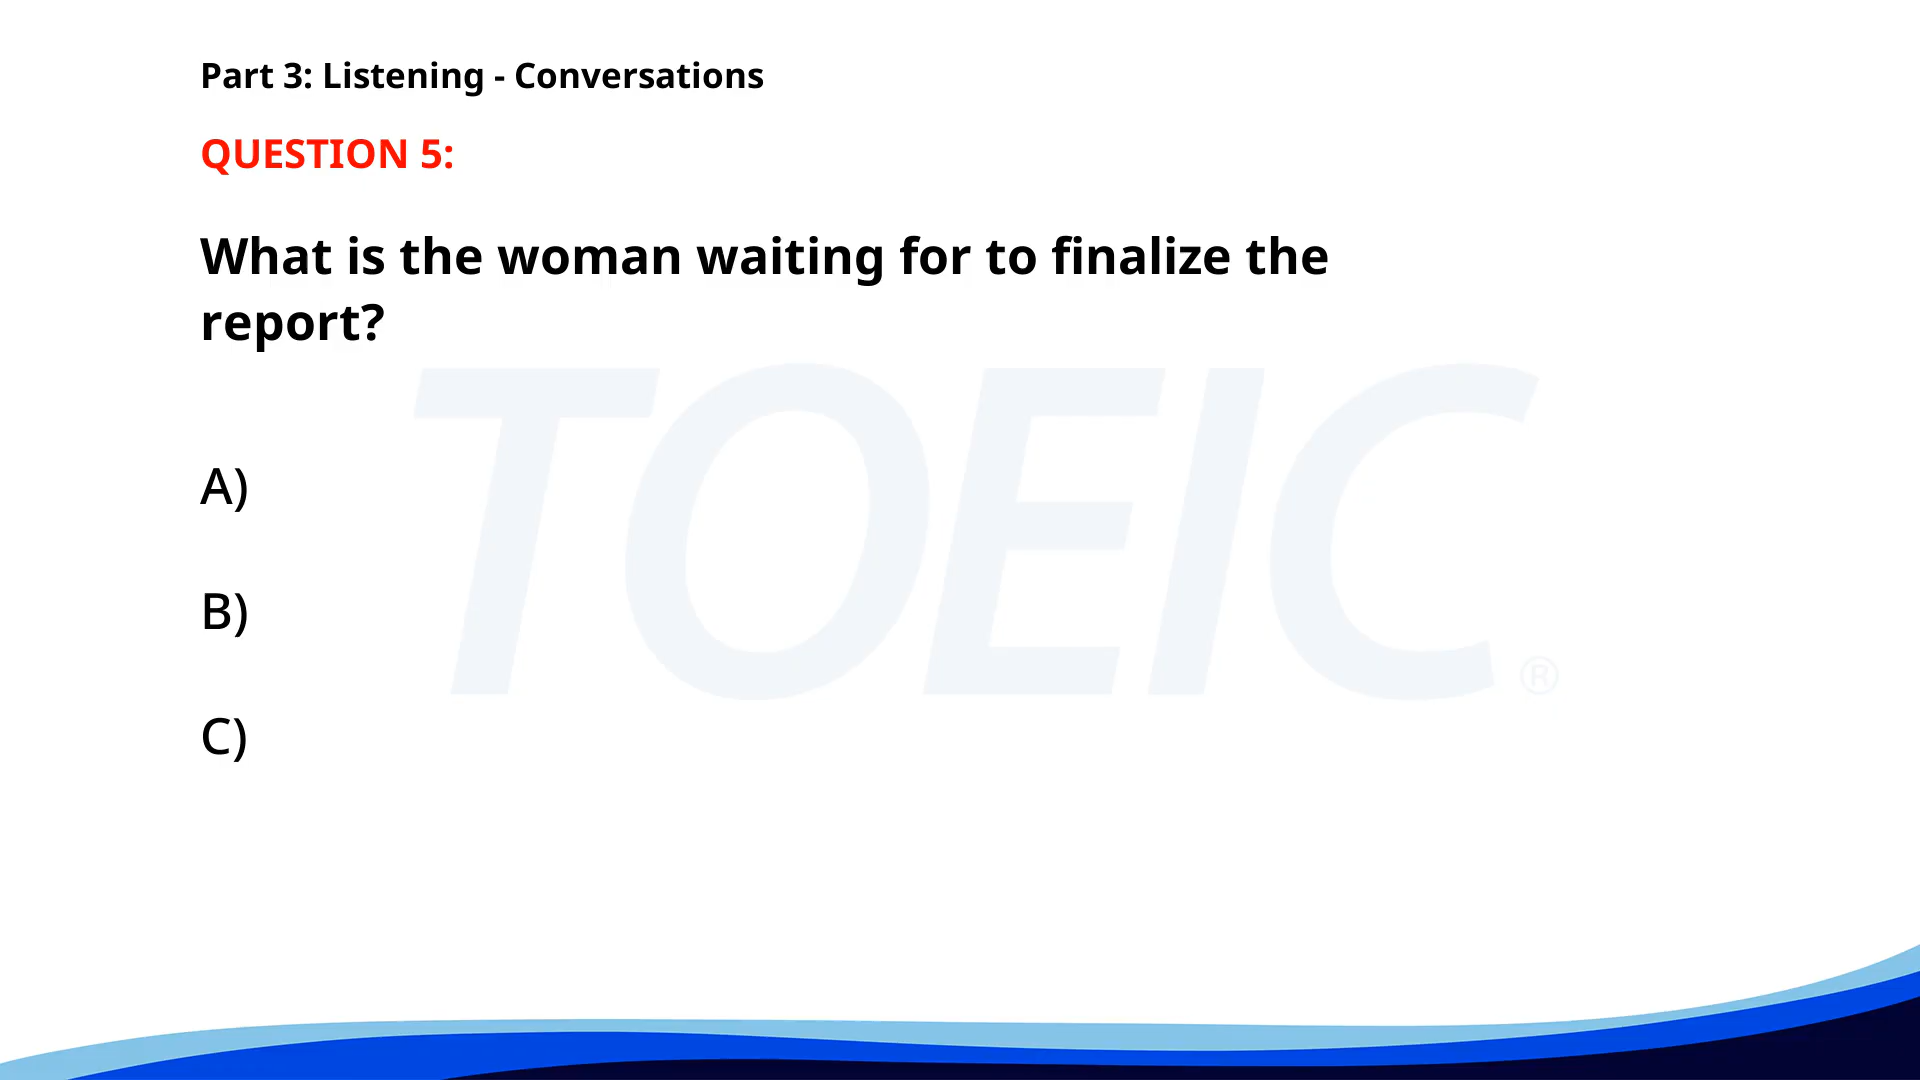 Part 3: Listening - Conversations
QUESTION 5:
What is the woman waiting for to finalize the
report?
TOEIC®
A)
B)
C)